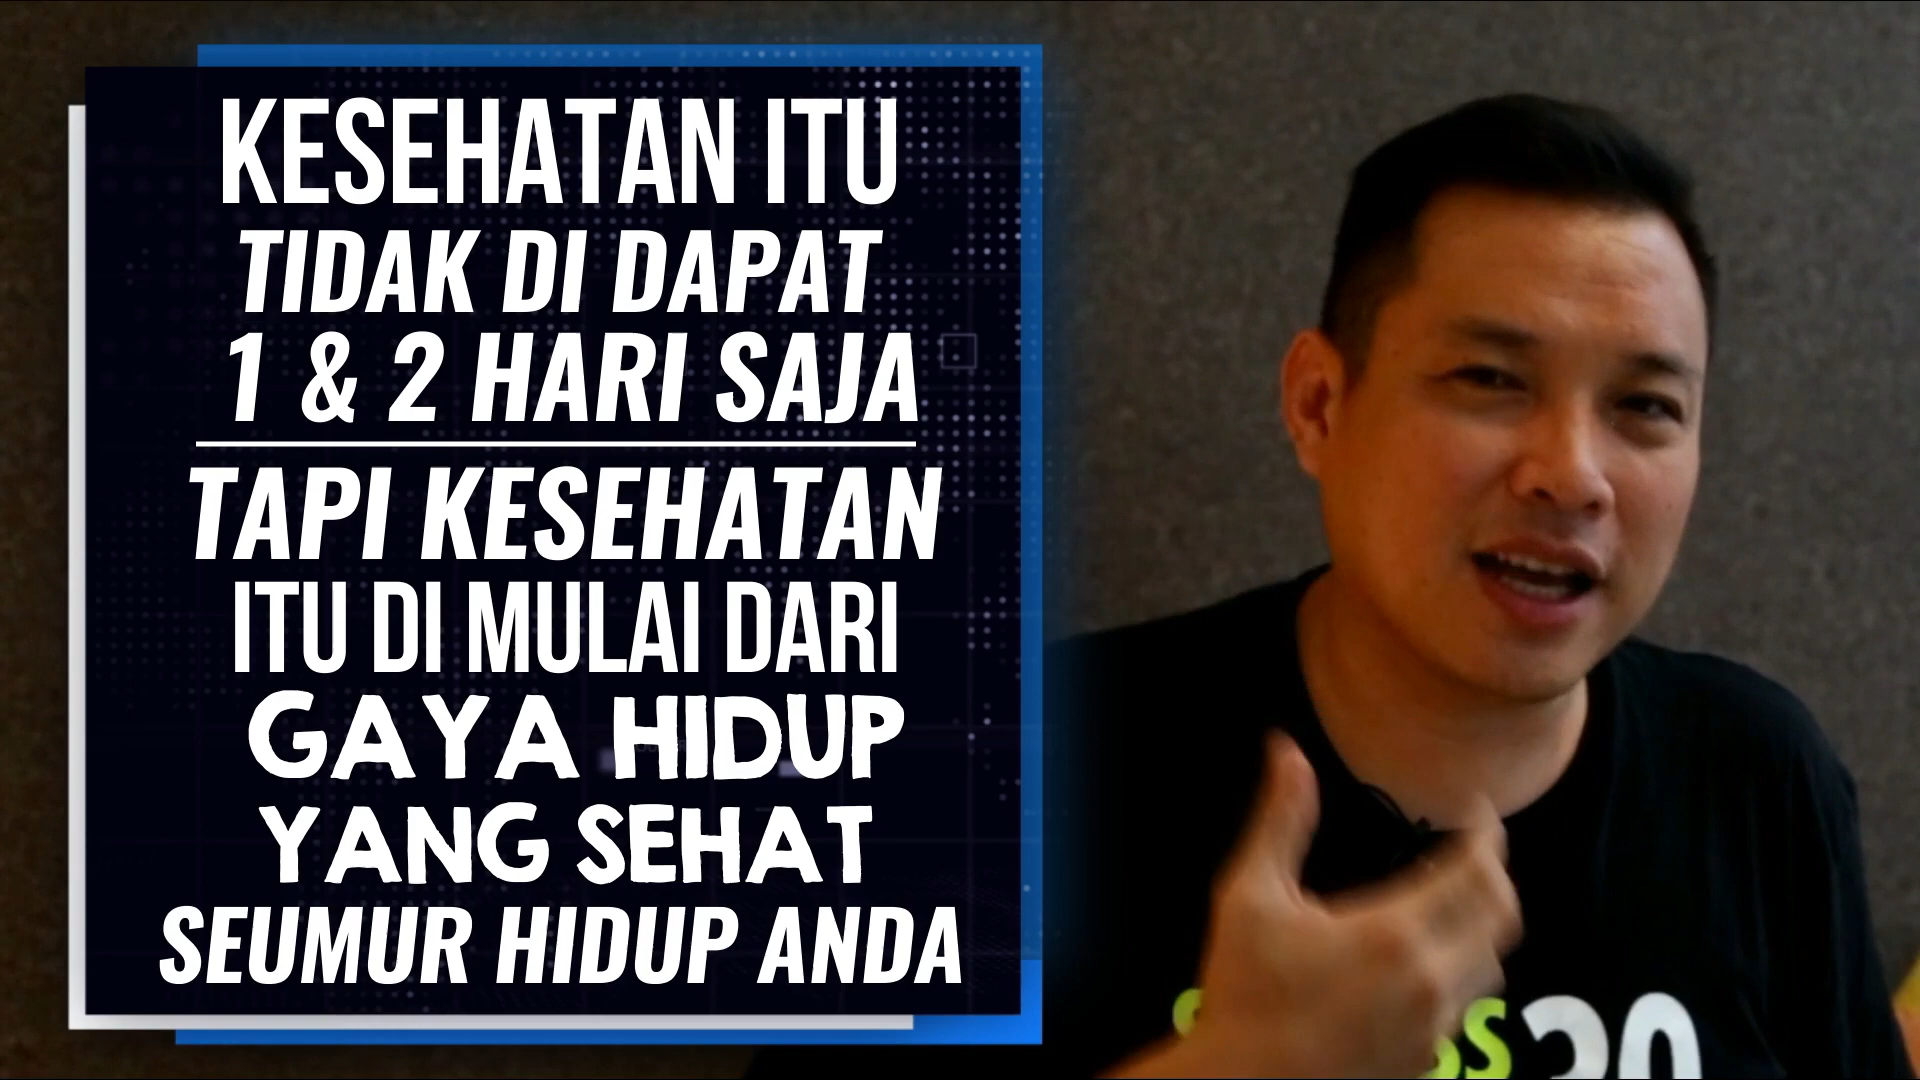 KESEHATAN ITU
TIDAK DI DAPAT
1 & 2 HARI SAJA
TAPI KESEHATAN
ITU DI MULAI DARI
GAYA HIDUP
YANG SEHAT
SEUMUR HIDUP ANDA
30